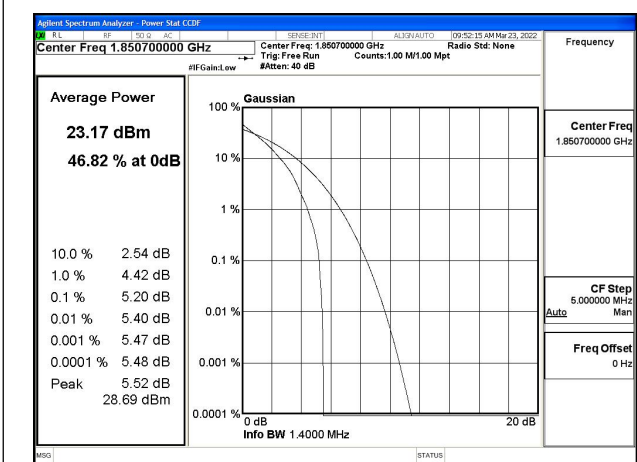 Agilent Spectrum Analyzer - Power Stat CCDF
RL RF 50 Ω AC SENSE:INT ALIGN AUTO 09:52:15 AM Mar 23, 2022
Center Freq 1.850700000 GHz
Center Freq: 1.850700000 GHz Radio Std: None
Trig: Free Run Counts:1.00 M/1.00 Mpt
#IFGain:Low #Atten: 40 dB
Frequency
Average Power
23.17 dBm
46.82 % at 0dB
10.0 % 2.54 dB
1.0 % 4.42 dB
0.1 % 5.20 dB
0.01 % 5.40 dB
0.001 % 5.47 dB
0.0001 % 5.48 dB
Peak 5.52 dB
28.69 dBm
Gaussian
100 %
10 %
1 %
0.1 %
0.01 %
0.001 %
0.0001 %
0 dB 20 dB
Info BW 1.4000 MHz
Center Freq
1.850700000 GHz
CF Step
5.000000 MHz
Auto Man
Freq Offset
0 Hz
MSG STATUS